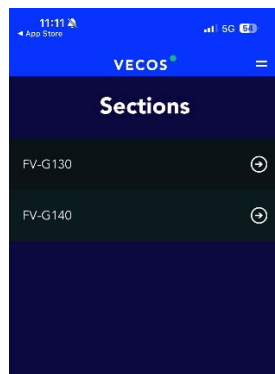 11:11
◀ App Store
5G 54
VECOS
Sections
FV-G130
FV-G140